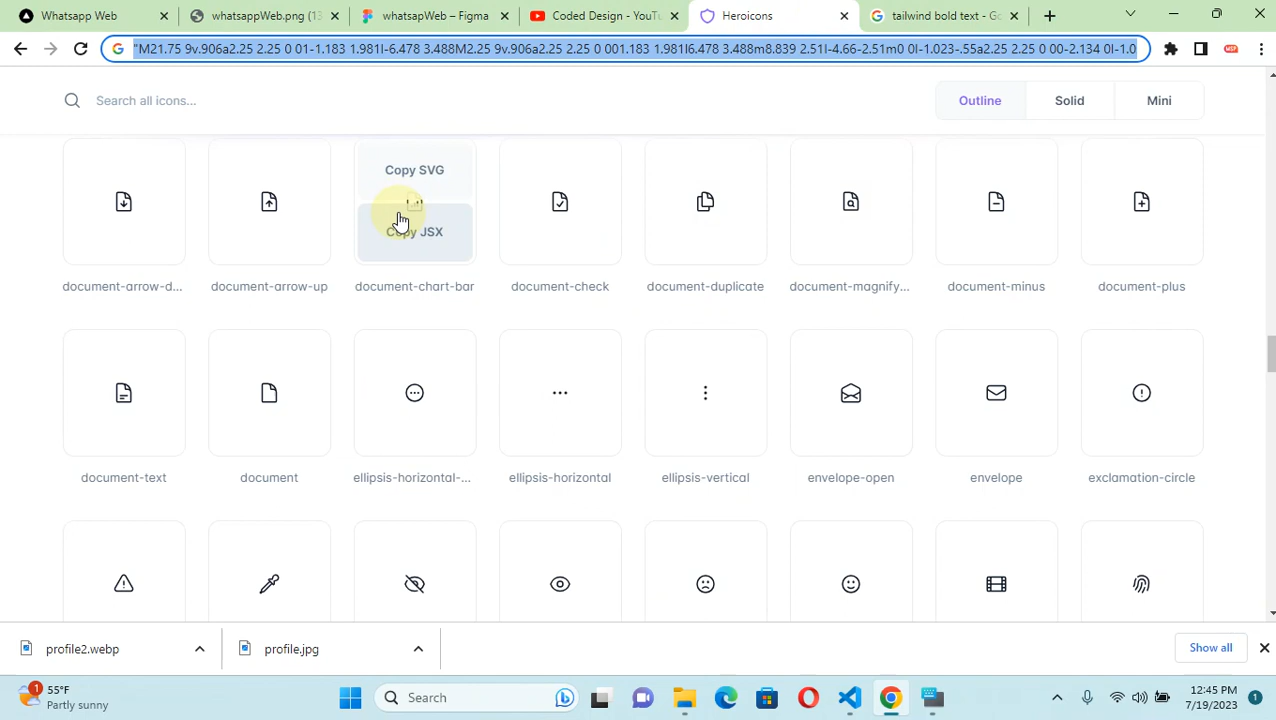 Atwhatsapp Web
whatsappWeb.png (13
whatsapWeb – Figma
Coded Design - YouTu
Heroicons
tailwind bold text - Go
"M21.75 9v.906a2.25 2.25 0 01-1.183 1.981l-6.478 3.488M2.25 9v.906a2.25 2.25 0 001.183 1.981l6.478 3.488m8.839 2.51l-4.66-2.51m0 0l-1.023-.55a2.25 2.25 0 00-2.134 0l-1.0
Search all icons...
Outline
Solid
Mini
Copy SVG
Copy JSX
document-arrow-d...
document-arrow-up
document-chart-bar
document-check
document-duplicate
document-magnify...
document-minus
document-plus
document-text
document
ellipsis-horizontal-...
ellipsis-horizontal
ellipsis-vertical
envelope-open
envelope
exclamation-circle
profile2.webp
profile.jpg
Show all
1
55°F
Partly sunny
Search
12:45 PM
7/19/2023
1